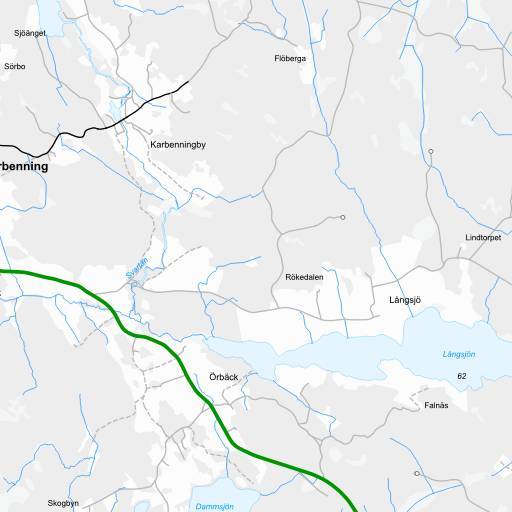 Sjöänget
Sörbo
Flöberga
Karbenningby
rbenning
Lindtorpet
Svartån
Rökedalen
Långsjö
Långsjön
62
Örbäck
Falnäs
Skogbyn
Dammsjön